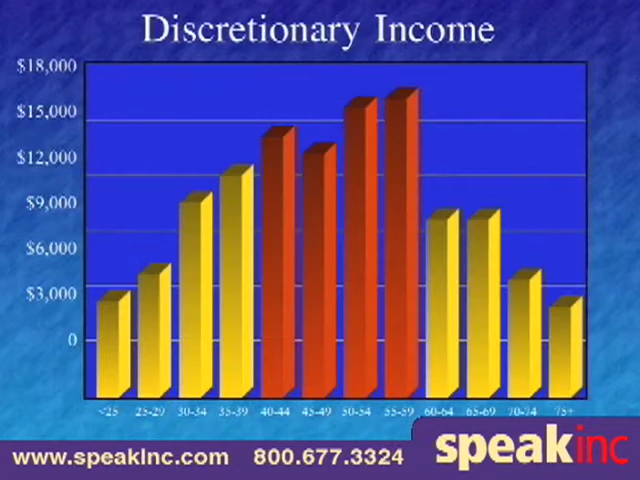 Discretionary Income
$18,000
$15,000
$12,000
$9,000
$6,000
$3,000
0
<25 25-29 30-34 35-39 40-44 45-49 50-54 55-59 60-64 65-69 70-74 75+
www.speakInc.com 800.677.3324 speakinc